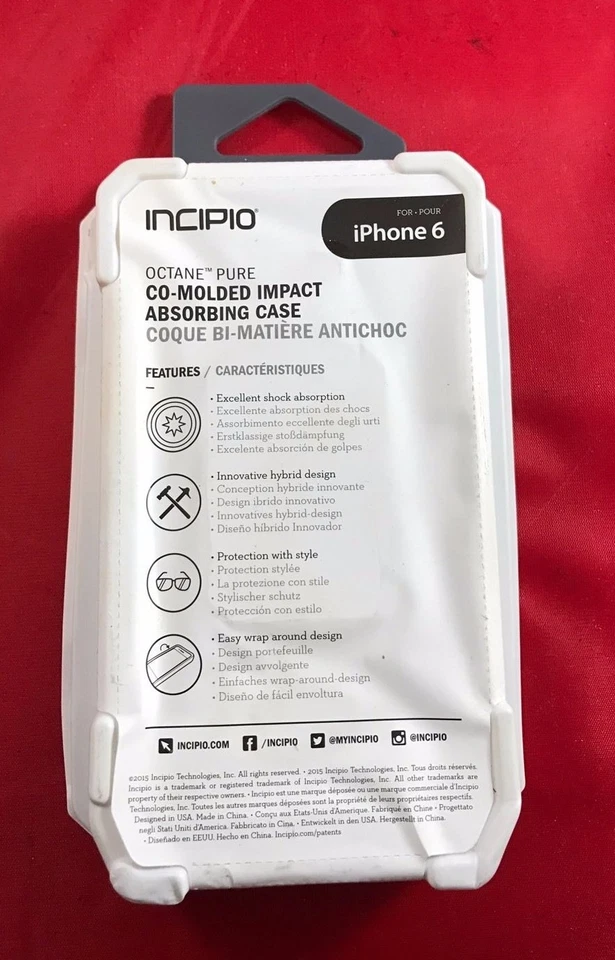 INCIPIO®
FOR • POUR
iPhone 6
OCTANE™ PURE
CO-MOLDED IMPACT
ABSORBING CASE
COQUE BI-MATIÈRE ANTICHOC
FEATURES / CARACTÉRISTIQUES
• Excellent shock absorption
• Excellente absorption des chocs
• Assorbimento eccellente degli urti
• Erstklassige stoßdämpfung
• Excelente absorción de golpes
• Innovative hybrid design
• Conception hybride innovante
• Design ibrido innovativo
• Innovatives hybrid-design
• Diseño híbrido Innovador
• Protection with style
• Protection stylée
• La protezione con stile
• Stylischer schutz
• Protección con estilo
• Easy wrap around design
• Design portefeuille
• Design avvolgente
• Einfaches wrap-around-design
• Diseño de fácil envoltura
INCIPIO.COM /INCIPIO @MYINCIPIO @INCIPIO
©2015 Incipio Technologies, Inc. All rights reserved. • 2015 Incipio Technologies, Inc. Tous droits réservés.
Incipio is a trademark or registered trademark of Incipio Technologies, Inc. All other trademarks are
property of their respective owners. • Incipio est une marque déposée ou une marque commerciale d'Incipio
Technologies, Inc. Toutes les autres marques déposées sont la propriété de leurs propriétaires respectifs.
Designed in USA. Made in China. • Conçu aux Etats-Unis d'Amerique. Fabriqué en Chine • Progettato
negli Stati Uniti d'America. Fabbricato in Cina. • Entwickelt in den USA. Hergestellt in China.
• Diseñado en EEUU. Hecho en China. Incipio.com/patents